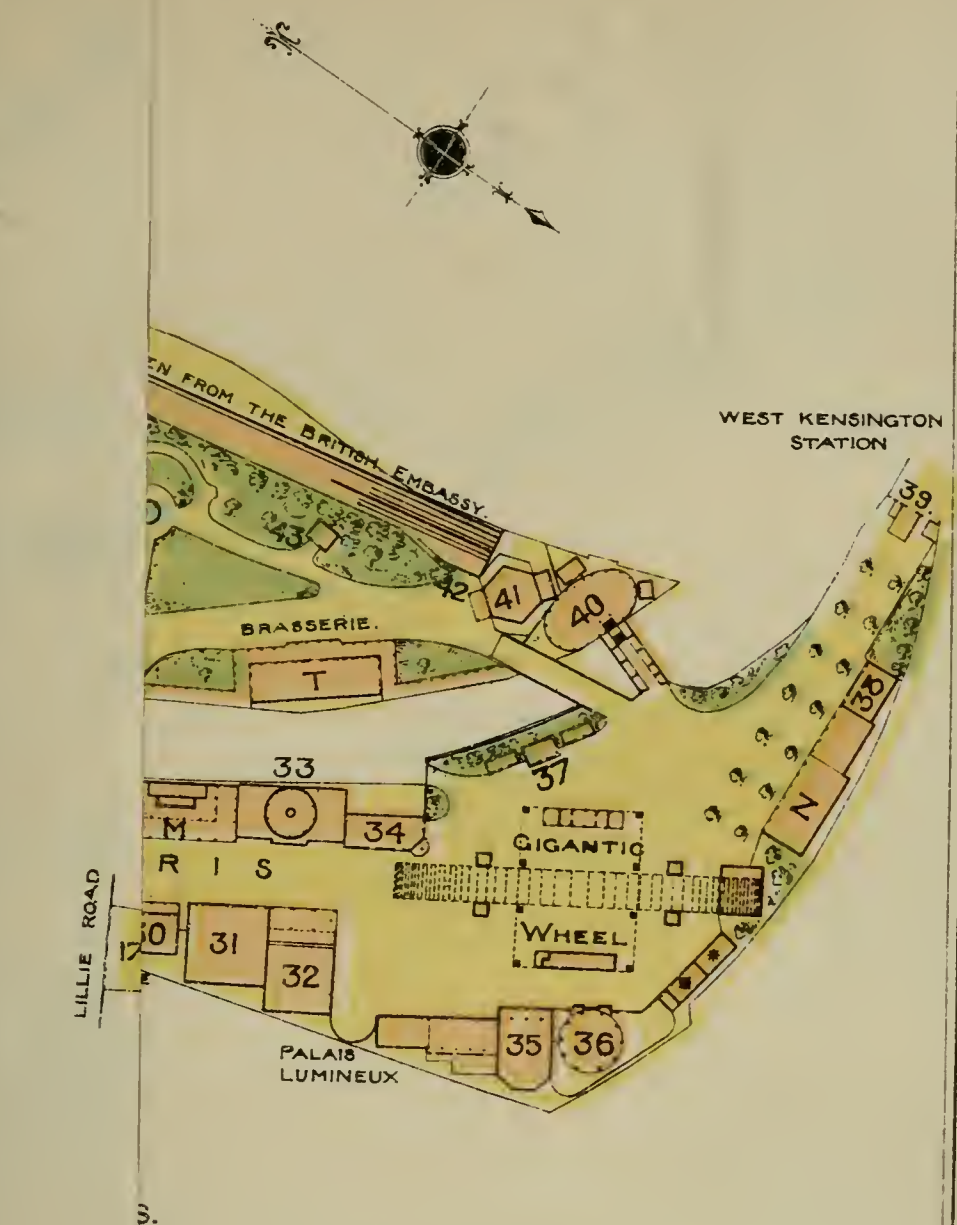 S.
N.
EN FROM THE BRITISH EMBASSY.
WEST KENSINGTON
STATION
39.
43
42
41
40
BRASSERIE.
T
38
37
33
N
M
34
GIGANTIC
R I S
LILLIE ROAD
17
30
31
WHEEL
32
35
36
PALAIS
LUMINEUX
S.